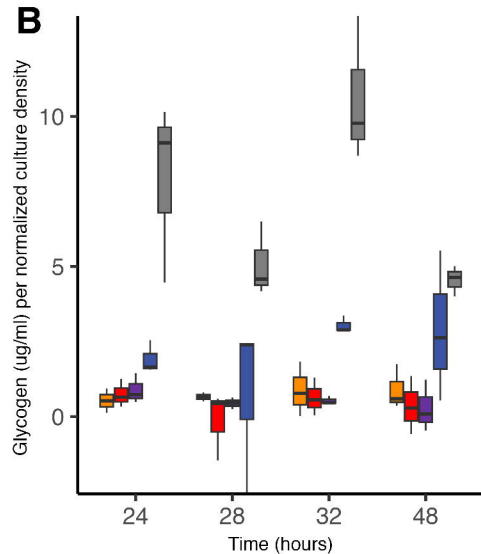 B
Glycogen (ug/ml) per normalized culture density
10
5
0
24 28 32 48
Time (hours)